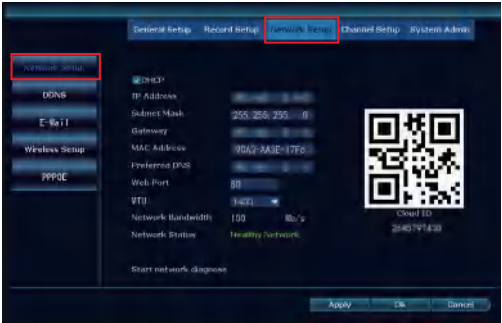 General Setup Record Setup Network Setup Channel Setup System Admin
Network Setup
DHCP
IP Address
DDNS
Subnet Mask 255. 255. 255. 0
E-Mail
Gateway
Wireless Setup
MAC Address
Preferred DNS
PPPOE
Web Port 80
MTU 1400
Network Bandwidth 100 Mb/s
Network Status Healthy Network
Cloud ID
Start network diagnose
Apply Ok Cancel